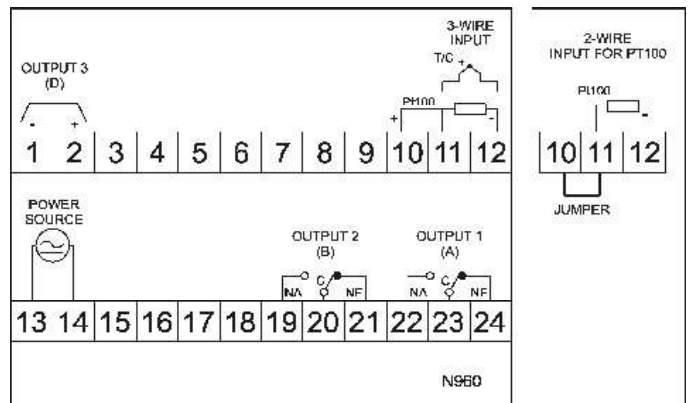 3-WIRE
INPUT
T/C +
OUTPUT 3
(D)
Pt100
- +
+ -
1 2 3 4 5 6 7 8 9 10 11 12
POWER
SOURCE
OUTPUT 2
(B)
OUTPUT 1
(A)
C
C
NA NF
NA NF
13 14 15 16 17 18 19 20 21 22 23 24
N960
2-WIRE
INPUT FOR PT100
Pt100
-
10 11 12
JUMPER